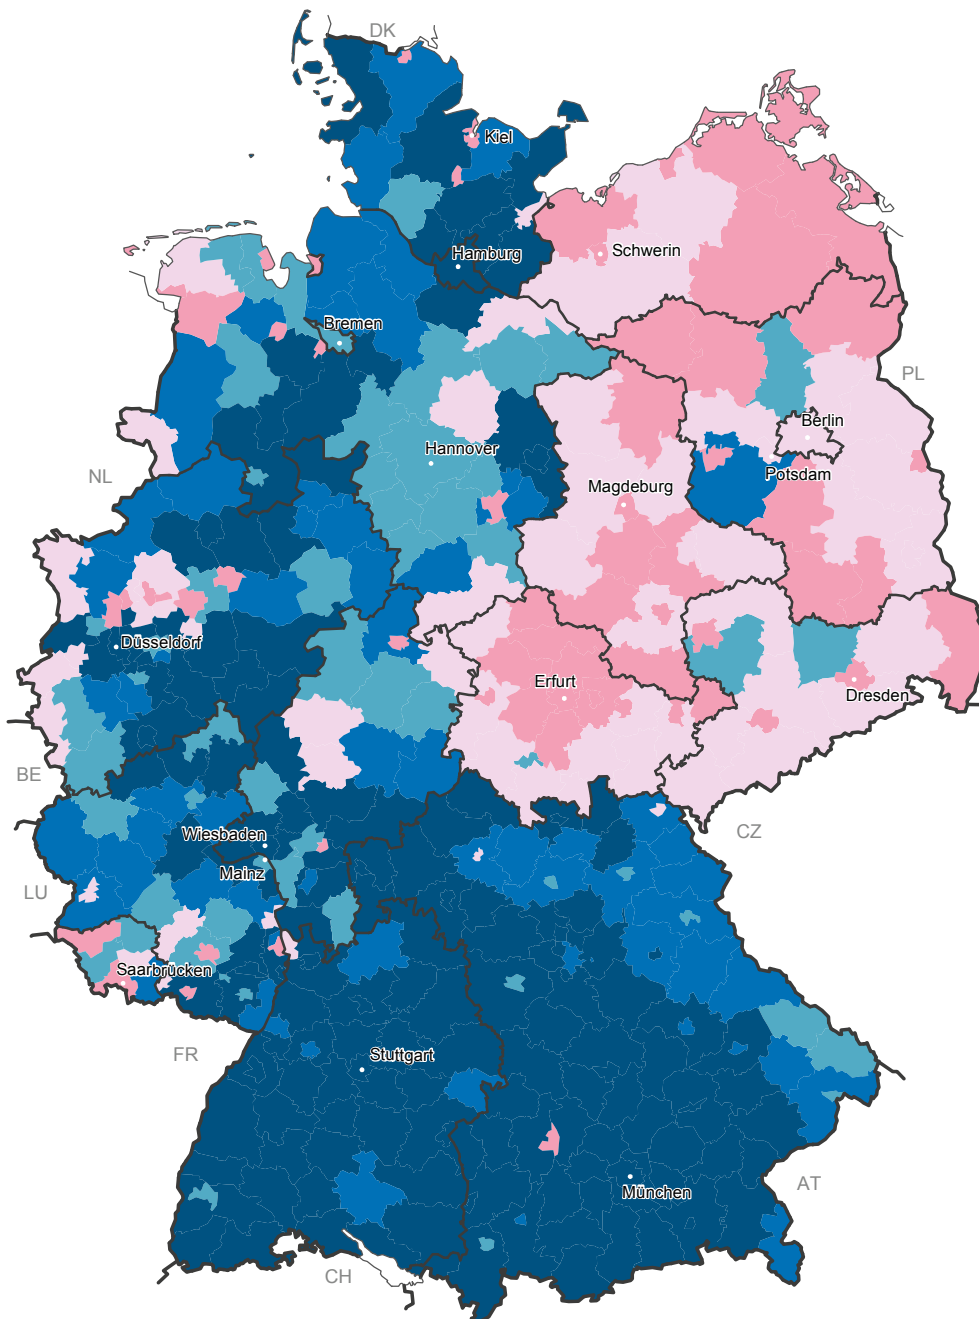 DK
Kiel
Hamburg
Schwerin
Bremen
PL
Berlin
Hannover
Potsdam
NL
Magdeburg
Düsseldorf
Erfurt
Dresden
BE
CZ
Wiesbaden
Mainz
LU
Saarbrücken
FR
Stuttgart
AT
München
CH